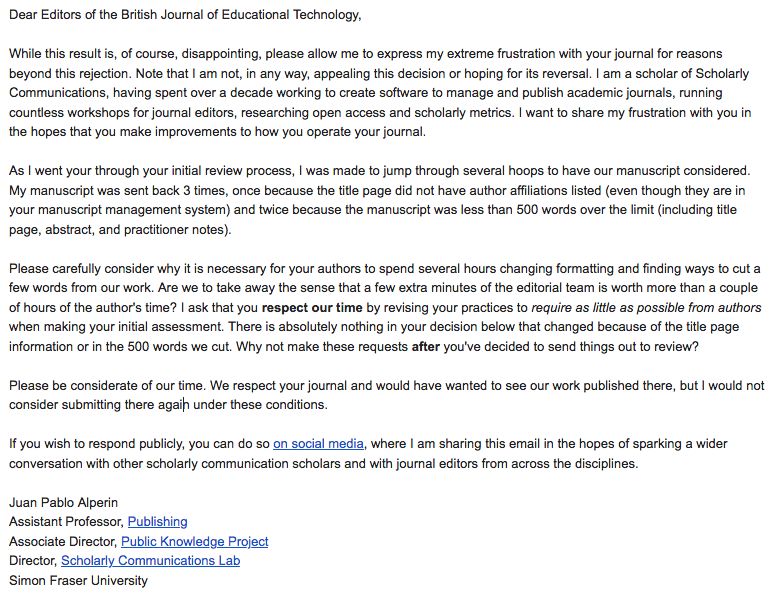 Dear Editors of the British Journal of Educational Technology,
While this result is, of course, disappointing, please allow me to express my extreme frustration with your journal for reasons
beyond this rejection. Note that I am not, in any way, appealing this decision or hoping for its reversal. I am a scholar of Scholarly
Communications, having spent over a decade working to create software to manage and publish academic journals, running
countless workshops for journal editors, researching open access and scholarly metrics. I want to share my frustration with you in
the hopes that you make improvements to how you operate your journal.
As I went your through your initial review process, I was made to jump through several hoops to have our manuscript considered.
My manuscript was sent back 3 times, once because the title page did not have author affiliations listed (even though they are in
your manuscript management system) and twice because the manuscript was less than 500 words over the limit (including title
page, abstract, and practitioner notes).
Please carefully consider why it is necessary for your authors to spend several hours changing formatting and finding ways to cut a
few words from our work. Are we to take away the sense that a few extra minutes of the editorial team is worth more than a couple
of hours of the author's time? I ask that you respect our time by revising your practices to require as little as possible from authors
when making your initial assessment. There is absolutely nothing in your decision below that changed because of the title page
information or in the 500 words we cut. Why not make these requests after you've decided to send things out to review?
Please be considerate of our time. We respect your journal and would have wanted to see our work published there, but I would not
consider submitting there again under these conditions.
If you wish to respond publicly, you can do so on social media, where I am sharing this email in the hopes of sparking a wider
conversation with other scholarly communication scholars and with journal editors from across the disciplines.
Juan Pablo Alperin
Assistant Professor, Publishing
Associate Director, Public Knowledge Project
Director, Scholarly Communications Lab
Simon Fraser University